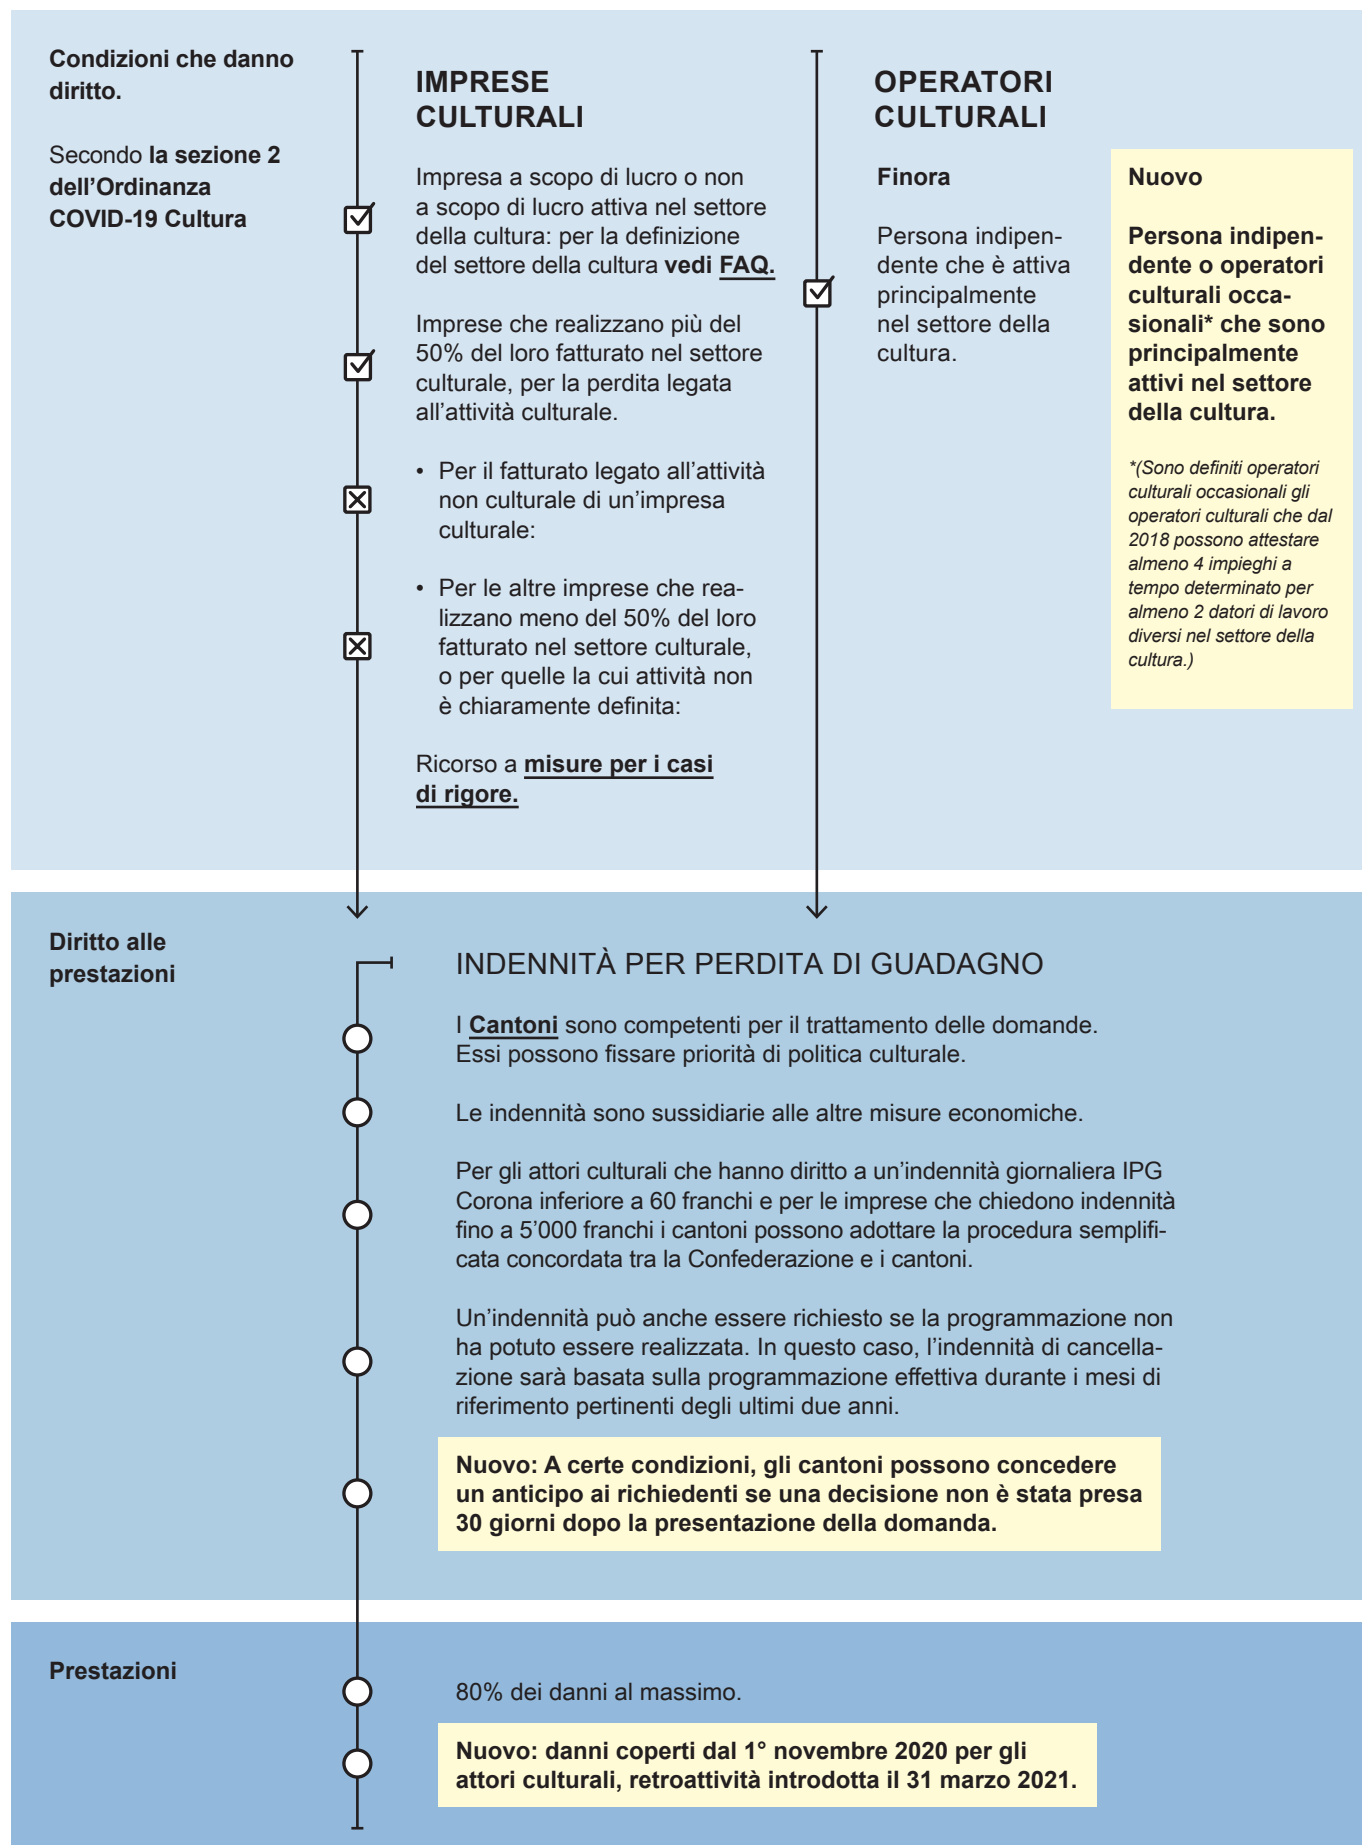 Condizioni che danno
diritto.
Secondo la sezione 2
dell’Ordinanza
COVID-19 Cultura
IMPRESE
CULTURALI
Impresa a scopo di lucro o non
a scopo di lucro attiva nel settore
della cultura: per la definizione
del settore della cultura vedi FAQ.
Imprese che realizzano più del
50% del loro fatturato nel settore
culturale, per la perdita legata
all’attività culturale.
• Per il fatturato legato all’attività
non culturale di un’impresa
culturale:
• Per le altre imprese che rea-
lizzano meno del 50% del loro
fatturato nel settore culturale,
o per quelle la cui attività non
è chiaramente definita:
Ricorso a misure per i casi
di rigore.
OPERATORI
CULTURALI
Finora
Persona indipen-
dente che è attiva
principalmente
nel settore della
cultura.
Nuovo
Persona indipen-
dente o operatori
culturali occa-
sionali* che sono
principalmente
attivi nel settore
della cultura.
*(Sono definiti operatori
culturali occasionali gli
operatori culturali che dal
2018 possono attestare
almeno 4 impieghi a
tempo determinato per
almeno 2 datori di lavoro
diversi nel settore della
cultura.)
Diritto alle
prestazioni
INDENNITÀ PER PERDITA DI GUADAGNO
I Cantoni sono competenti per il trattamento delle domande.
Essi possono fissare priorità di politica culturale.
Le indennità sono sussidiarie alle altre misure economiche.
Per gli attori culturali che hanno diritto a un’indennità giornaliera IPG
Corona inferiore a 60 franchi e per le imprese che chiedono indennità
fino a 5’000 franchi i cantoni possono adottare la procedura semplifi-
cata concordata tra la Confederazione e i cantoni.
Un’indennità può anche essere richiesto se la programmazione non
ha potuto essere realizzata. In questo caso, l’indennità di cancella-
zione sarà basata sulla programmazione effettiva durante i mesi di
riferimento pertinenti degli ultimi due anni.
Nuovo: A certe condizioni, gli cantoni possono concedere
un anticipo ai richiedenti se una decisione non è stata presa
30 giorni dopo la presentazione della domanda.
Prestazioni
80% dei danni al massimo.
Nuovo: danni coperti dal 1° novembre 2020 per gli
attori culturali, retroattività introdotta il 31 marzo 2021.